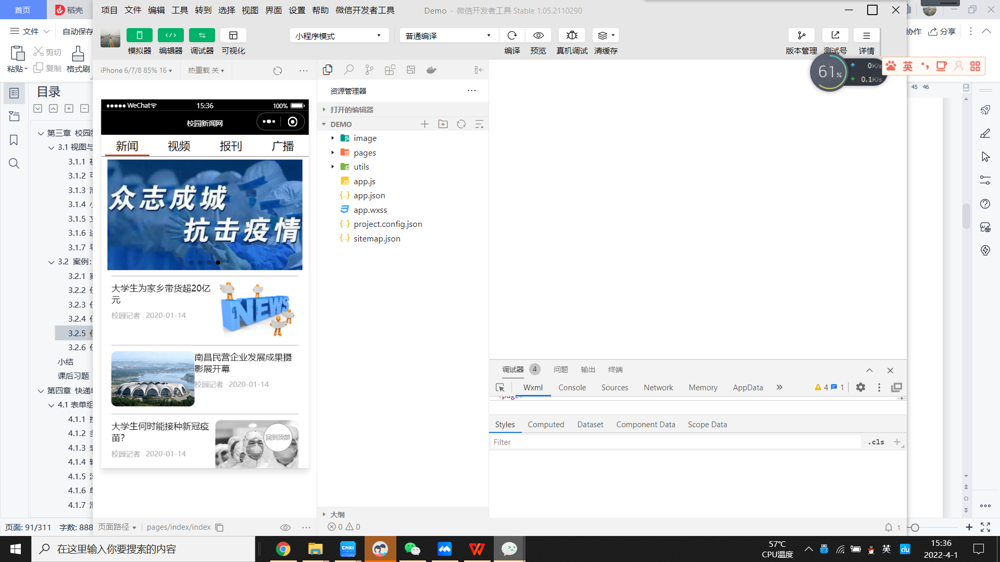 首页
稻壳
项目 文件 编辑 工具 转到 选择 视图 界面 设置 帮助 微信开发者工具
Demo - 微信开发者工具 Stable 1.05.2110290
文件
自动保存
粘贴
剪切
复制
格式刷
模拟器
编辑器
调试器
可视化
小程序模式
普通编译
编译
预览
真机调试
清缓存
版本管理
测试号
详情
协作
分享
61%
0K/s
0.1K/s
英
iPhone 6/7/8 85% 16
热重载 关
45 46
目录
第三章 校园
3.1 视图与
3.1.1
3.1.2
3.1.3
3.1.4
3.1.5
3.1.6
3.1.7
3.2 案例:
3.2.1
3.2.2
3.2.3
3.2.4
3.2.5
3.2.6
小结
课后习题
第四章 快递
4.1 表单组
4.1.1
4.1.2
4.1.3
4.1.4
4.1.5
4.1.6
4.1.7
页面: 91/311
字数: 888
WeChat
15:36
100%
校园新闻网
新闻 视频 报刊 广播
众志成城
抗击疫情
大学生为家乡带货超20亿
元
校园记者 2020-01-14
NEWS
南昌民营企业发展成果摄
影展开幕
校园记者 2020-01-14
大学生何时能接种新冠疫
苗?
校园记者 2020-01-14
回到顶部
页面路径
pages/index/index
资源管理器
打开的编辑器
DEMO
image
pages
utils
app.js
app.json
app.wxss
project.config.json
sitemap.json
大纲
0 0
调试器 4 问题 输出 终端
Wxml Console Sources Network Memory AppData
4 1
<page>
Styles Computed Dataset Component Data Scope Data
Filter
.cls
1
在这里输入你要搜索的内容
CNKI
57℃
CPU温度
英
du
15:36
2022-4-1